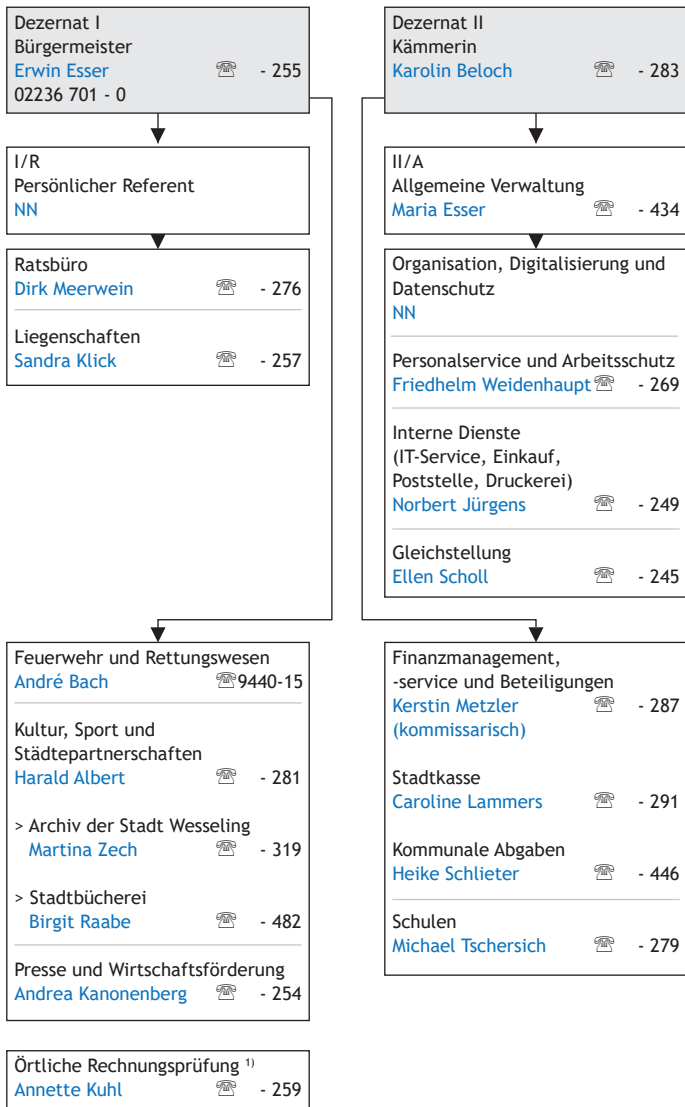 Dezernat I
Bürgermeister
Erwin Esser ☏ - 255
02236 701 - 0
I/R
Persönlicher Referent
NN
Ratsbüro
Dirk Meerwein ☏ - 276
Liegenschaften
Sandra Klick ☏ - 257
Feuerwehr und Rettungswesen
André Bach ☏9440-15
Kultur, Sport und
Städtepartnerschaften
Harald Albert ☏ - 281
> Archiv der Stadt Wesseling
Martina Zech ☏ - 319
> Stadtbücherei
Birgit Raabe ☏ - 482
Presse und Wirtschaftsförderung
Andrea Kanonenberg ☏ - 254
Örtliche Rechnungsprüfung 1)
Annette Kuhl ☏ - 259
Dezernat II
Kämmerin
Karolin Beloch ☏ - 283
II/A
Allgemeine Verwaltung
Maria Esser ☏ - 434
Organisation, Digitalisierung und
Datenschutz
NN
Personalservice und Arbeitsschutz
Friedhelm Weidenhaupt ☏ - 269
Interne Dienste
(IT-Service, Einkauf,
Poststelle, Druckerei)
Norbert Jürgens ☏ - 249
Gleichstellung
Ellen Scholl ☏ - 245
Finanzmanagement,
-service und Beteiligungen
Kerstin Metzler ☏ - 287
(kommissarisch)
Stadtkasse
Caroline Lammers ☏ - 291
Kommunale Abgaben
Heike Schlieter ☏ - 446
Schulen
Michael Tschersich ☏ - 279